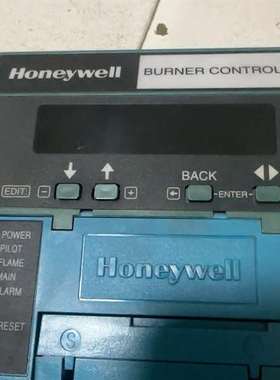 Honeywell BURNER CONTROL
BACK
EDIT - + ENTER
POWER
PILOT
FLAME
MAIN
ALARM
Honeywell
RESET
S